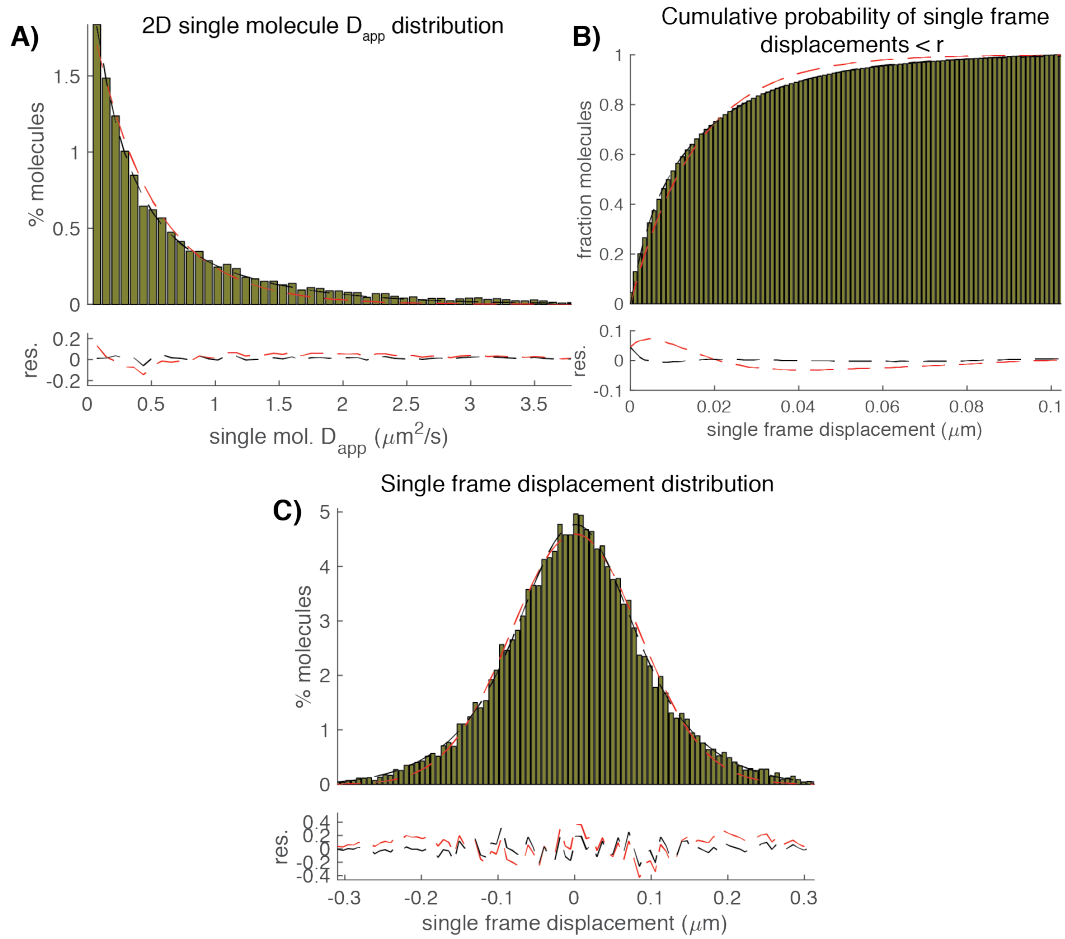 A)
2D single molecule Dapp distribution
% molecules
1.5
1
0.5
0
res.
0.2
0
-0.2
0 0.5 1 1.5 2 2.5 3 3.5
single mol. Dapp (μm2/s)
B)
Cumulative probability of single frame
displacements < r
fraction molecules
1
0.8
0.6
0.4
0.2
0
res.
0.1
0
-0.1
0 0.02 0.04 0.06 0.08 0.1
single frame displacement (μm)
C)
Single frame displacement distribution
% molecules
5
4
3
2
1
0
res.
0.4
0.2
0
-0.2
-0.4
-0.3 -0.2 -0.1 0 0.1 0.2 0.3
single frame displacement (μm)